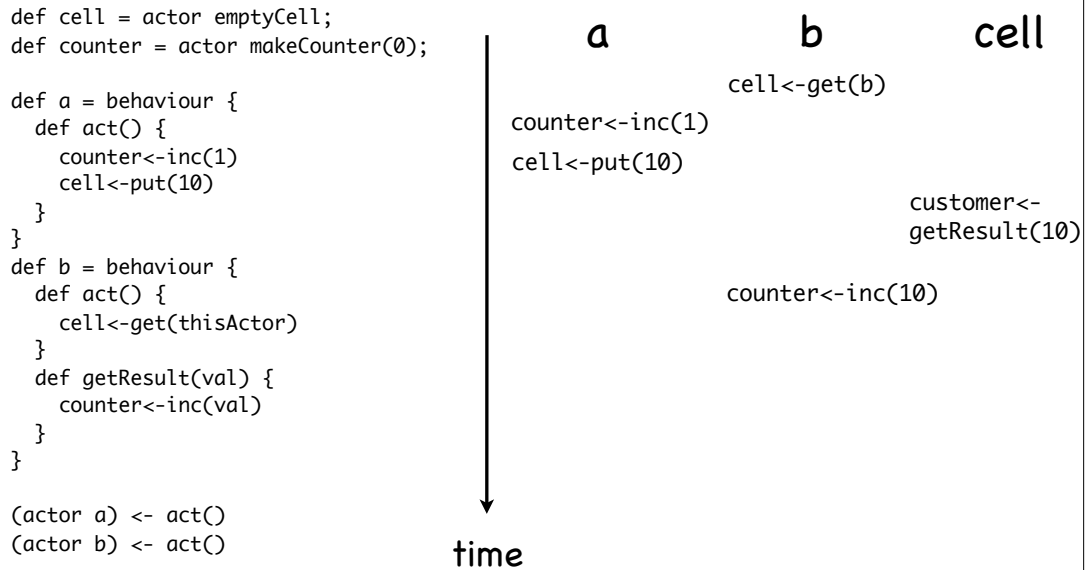 def cell = actor emptyCell;
def counter = actor makeCounter(0);
def a = behaviour {
def act() {
counter<-inc(1)
cell<-put(10)
}
}
def b = behaviour {
def act() {
cell<-get(thisActor)
}
def getResult(val) {
counter<-inc(val)
}
}
(actor a) <- act()
(actor b) <- act()
a b cell
cell<-get(b)
counter<-inc(1)
cell<-put(10)
customer<-
getResult(10)
counter<-inc(10)
time